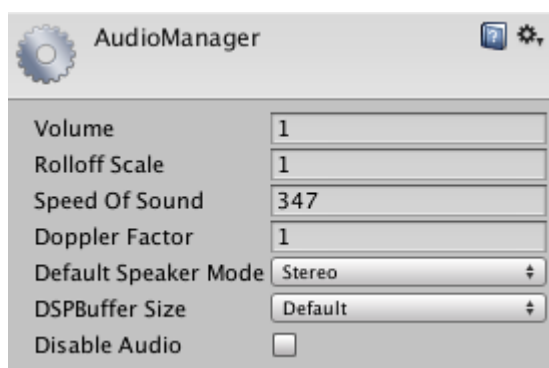 AudioManager
Volume 1
Rolloff Scale 1
Speed Of Sound 347
Doppler Factor 1
Default Speaker Mode Stereo
DSPBuffer Size Default
Disable Audio